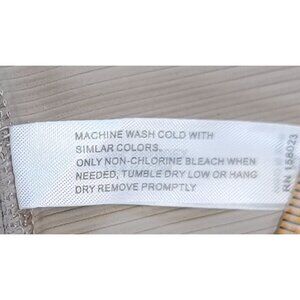 MACHINE WASH COLD WITH
SIMLAR COLORS.
ONLY NON-CHLORINE BLEACH WHEN
NEEDED, TUMBLE DRY LOW OR HANG
DRY REMOVE PROMPTLY
RN 158023